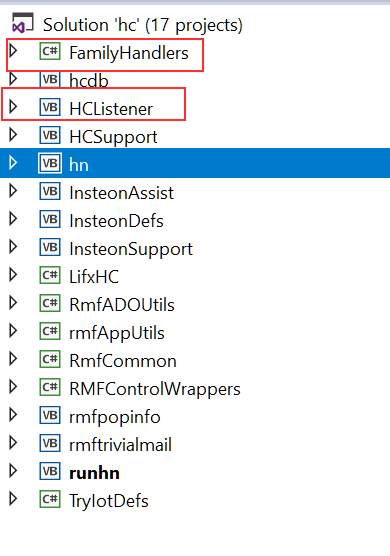 Solution 'hc' (17 projects)
C# FamilyHandlers
VB hcdb
VB HCListener
VB HCSupport
VB hn
VB InsteonAssist
VB InsteonDefs
VB InsteonSupport
C# LifxHC
C# RmfADOUtils
C# rmfAppUtils
C# RmfCommon
C# RMFControlWrappers
VB rmfpopinfo
VB rmftrivialmail
VB runhn
C# TryIotDefs